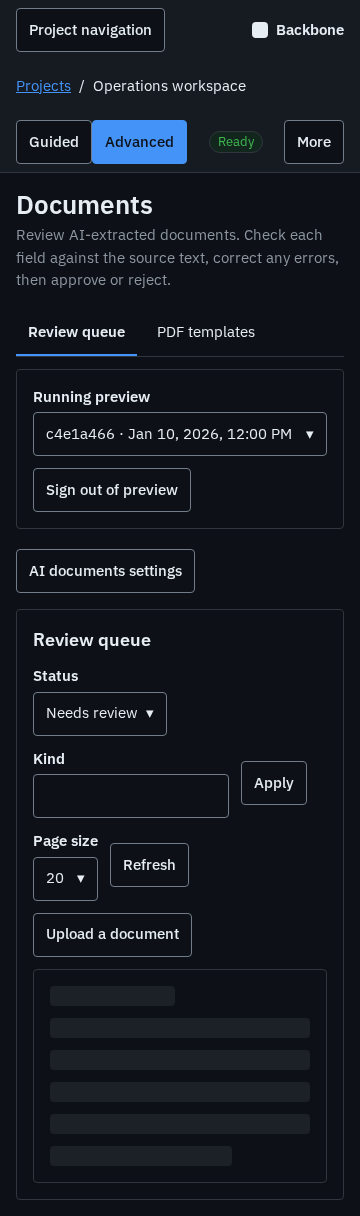 Project navigation
Backbone
Projects / Operations workspace
Guided
Advanced
Ready
More
Documents
Review AI-extracted documents. Check each
field against the source text, correct any errors,
then approve or reject.
Review queue
PDF templates
Running preview
c4e1a466 · Jan 10, 2026, 12:00 PM ▾
Sign out of preview
AI documents settings
Review queue
Status
Needs review ▾
Kind
Apply
Page size
20 ▾
Refresh
Upload a document